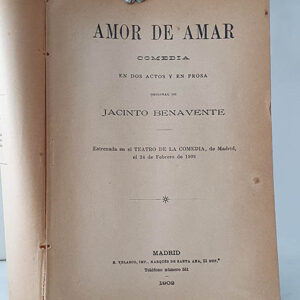 AMOR DE AMAR
COMEDIA
EN DOS ACTOS Y EN PROSA
ORIGINAL DE
JACINTO BENAVENTE
Estrenada en el TEATRO DE LA COMEDIA, de Madrid,
el 24 de Febrero de 1902
MADRID
R. VELASCO, IMP., MARQUÉS DE SANTA ANA, 11 DUP.º
Teléfono número 551
1902